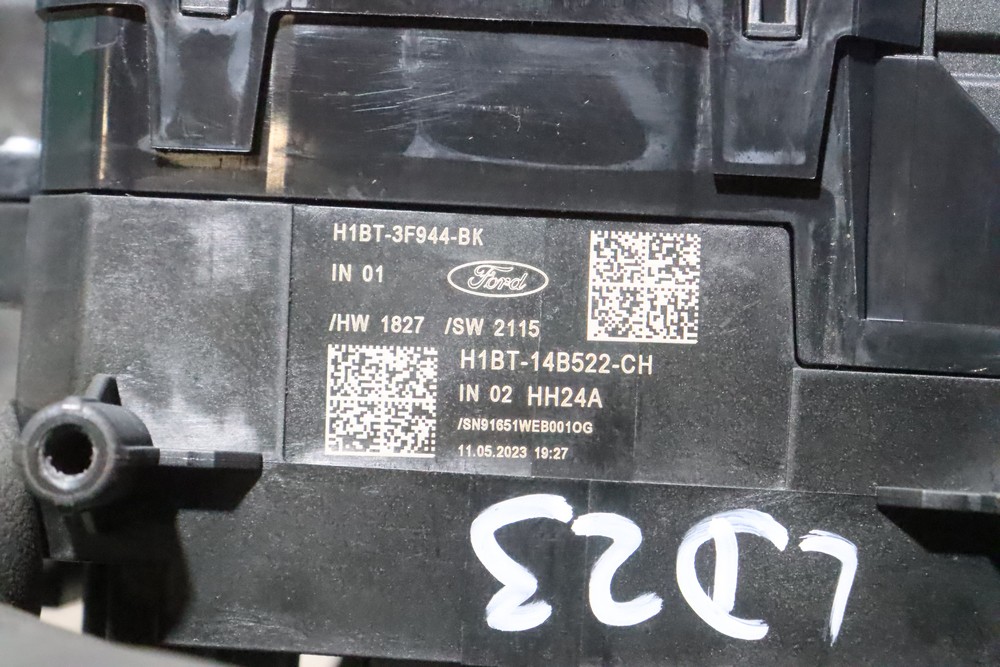 H1BT-3F944-BK
IN 01
Ford
/HW 1827 /SW 2115
H1BT-14B522-CH
IN 02 HH24A
/SN91651WEB001OG
11.05.2023 19:27
LD23